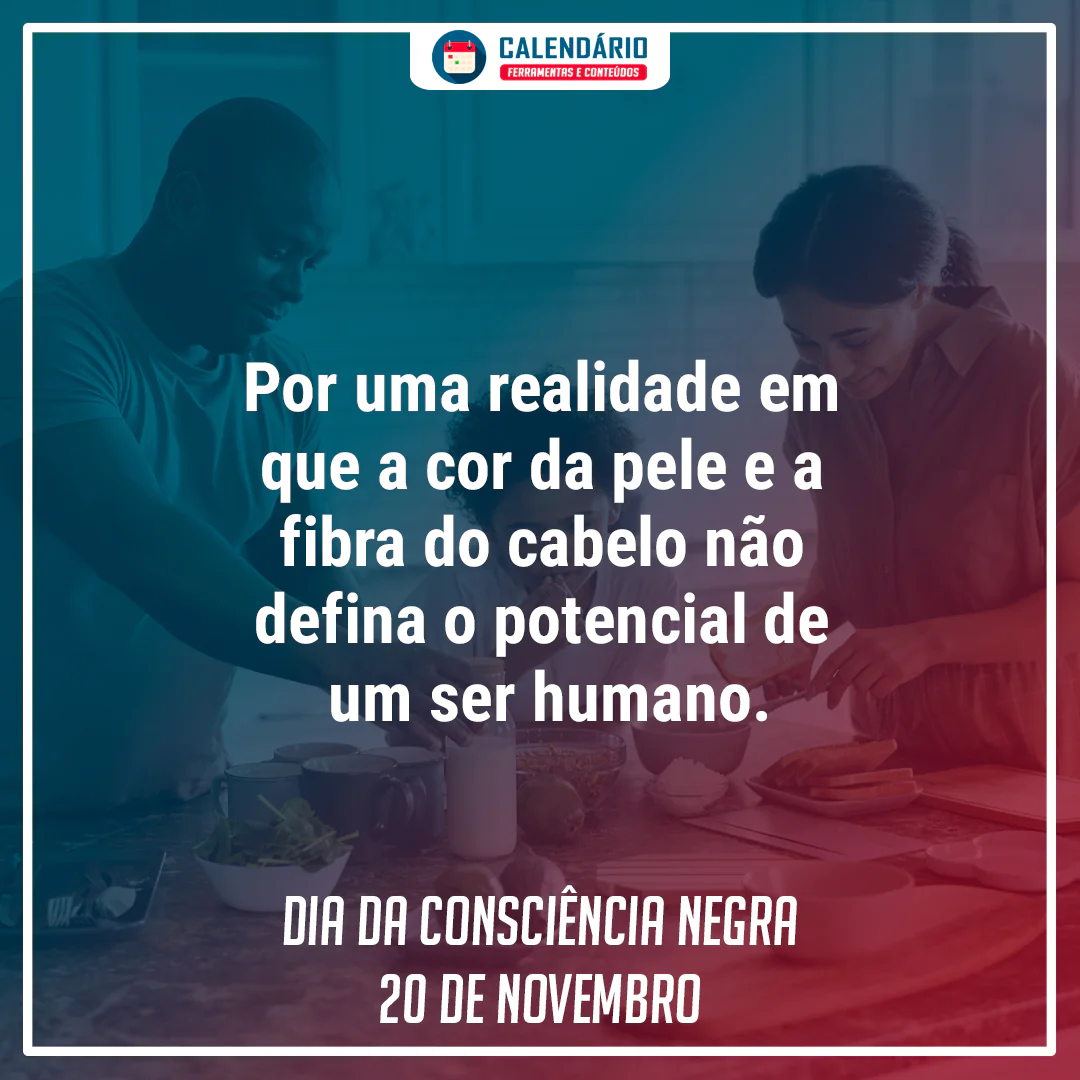 CALENDÁRIO
FERRAMENTAS E CONTEÚDOS
Por uma realidade em
que a cor da pele e a
fibra do cabelo não
defina o potencial de
um ser humano.
DIA DA CONSCIÊNCIA NEGRA
20 DE NOVEMBRO